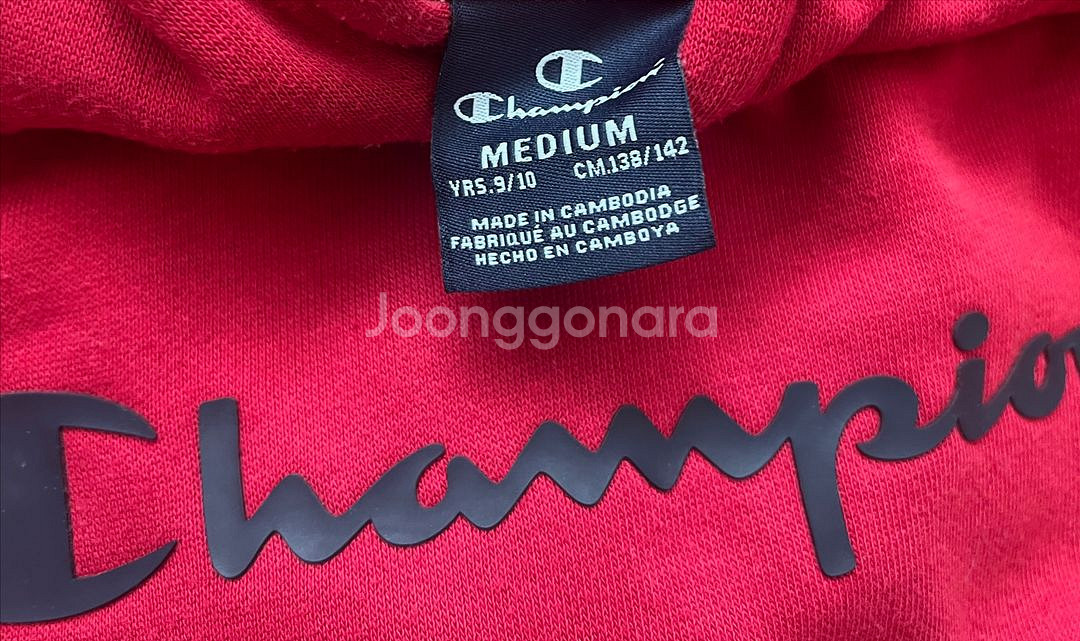 Champion
MEDIUM
YRS.9/10 CM.138/142
MADE IN CAMBODIA
FABRIQUÉ AU CAMBODGE
HECHO EN CAMBOYA
Joonggonara
Champion